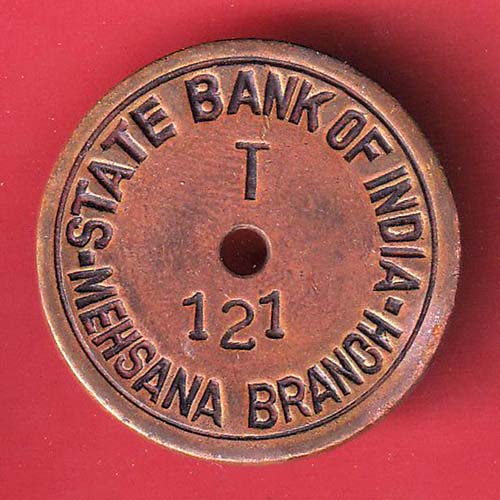 STATE BANK OF INDIA
T
121
MEHSANA BRANCH